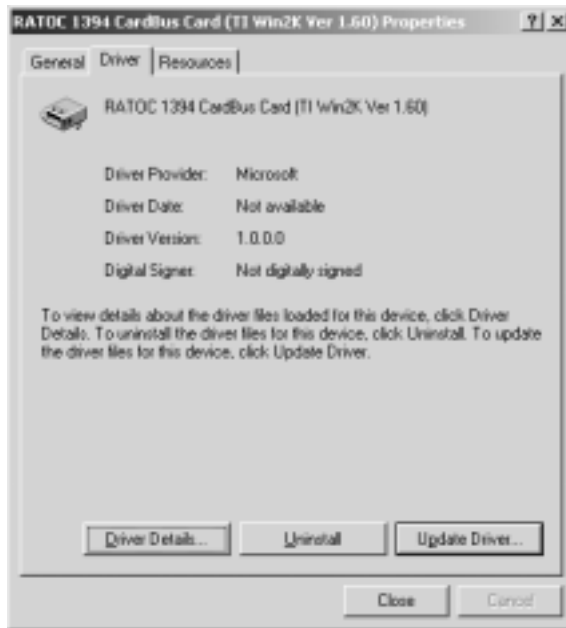 RATOC 1394 CardBus Card (TI Win2K Ver 1.60) Properties ? X
General Driver Resources
RATOC 1394 CardBus Card (TI Win2K Ver 1.60)
Driver Provider: Microsoft
Driver Date: Not available
Driver Version: 1.0.0.0
Digital Signer: Not digitally signed
To view details about the driver files loaded for this device, click Driver
Details. To uninstall the driver files for this device, click Uninstall. To update
the driver files for this device, click Update Driver.
Driver Details... Uninstall Update Driver...
Close Cancel